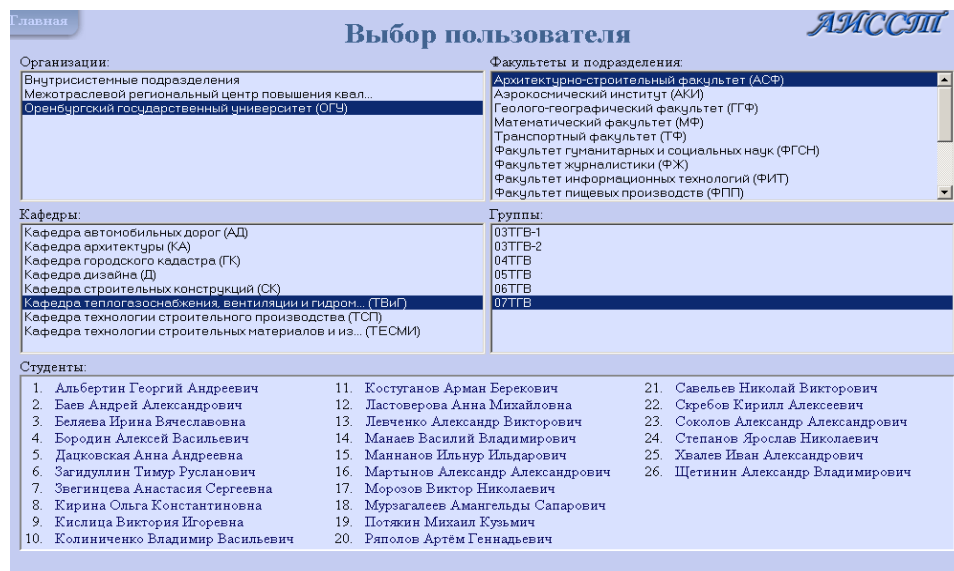 Главная
Выбор пользователя
АИССТ
Организации:
Внутрисистемные подразделения
Межотраслевой региональный центр повышения квал...
Оренбургский государственный университет (ОГУ)
Факультеты и подразделения:
Архитектурно-строительный факультет (АСФ)
Аэрокосмический институт (АКИ)
Геолого-географический факультет (ГГФ)
Математический факультет (МФ)
Транспортный факультет (ТФ)
Факультет гуманитарных и социальных наук (ФГСН)
Факультет журналистики (ФЖ)
Факультет информационных технологий (ФИТ)
Факультет пищевых производств (ФПП)
Кафедры:
Кафедра автомобильных дорог (АД)
Кафедра архитектуры (КА)
Кафедра городского кадастра (ГК)
Кафедра дизайна (Д)
Кафедра строительных конструкций (СК)
Кафедра теплогазоснабжения, вентиляции и гидром... (ТВиГ)
Кафедра технологии строительного производства (ТСП)
Кафедра технологии строительных материалов и из... (ТЕСМИ)
Группы:
03ТГВ-1
03ТГВ-2
04ТГВ
05ТГВ
06ТГВ
07ТГВ
Студенты:
1. Альбертин Георгий Андреевич
2. Баев Андрей Александрович
3. Беляева Ирина Вячеславовна
4. Бородин Алексей Васильевич
5. Дацковская Анна Андреевна
6. Загидуллин Тимур Русланович
7. Звегинцева Анастасия Сергеевна
8. Кирина Ольга Константиновна
9. Кислица Виктория Игоревна
10. Колиниченко Владимир Васильевич
11. Костуганов Арман Берекович
12. Ластоверова Анна Михайловна
13. Левченко Александр Викторович
14. Манаев Василий Владимирович
15. Маннанов Ильнур Ильдарович
16. Мартынов Александр Александрович
17. Морозов Виктор Николаевич
18. Мурзагалеев Амангельды Сапарович
19. Потякин Михаил Кузьмич
20. Ряполов Артём Геннадьевич
21. Савельев Николай Викторович
22. Скребов Кирилл Алексеевич
23. Соколов Александр Александрович
24. Степанов Ярослав Николаевич
25. Хвалев Иван Александрович
26. Щетинин Александр Владимирович